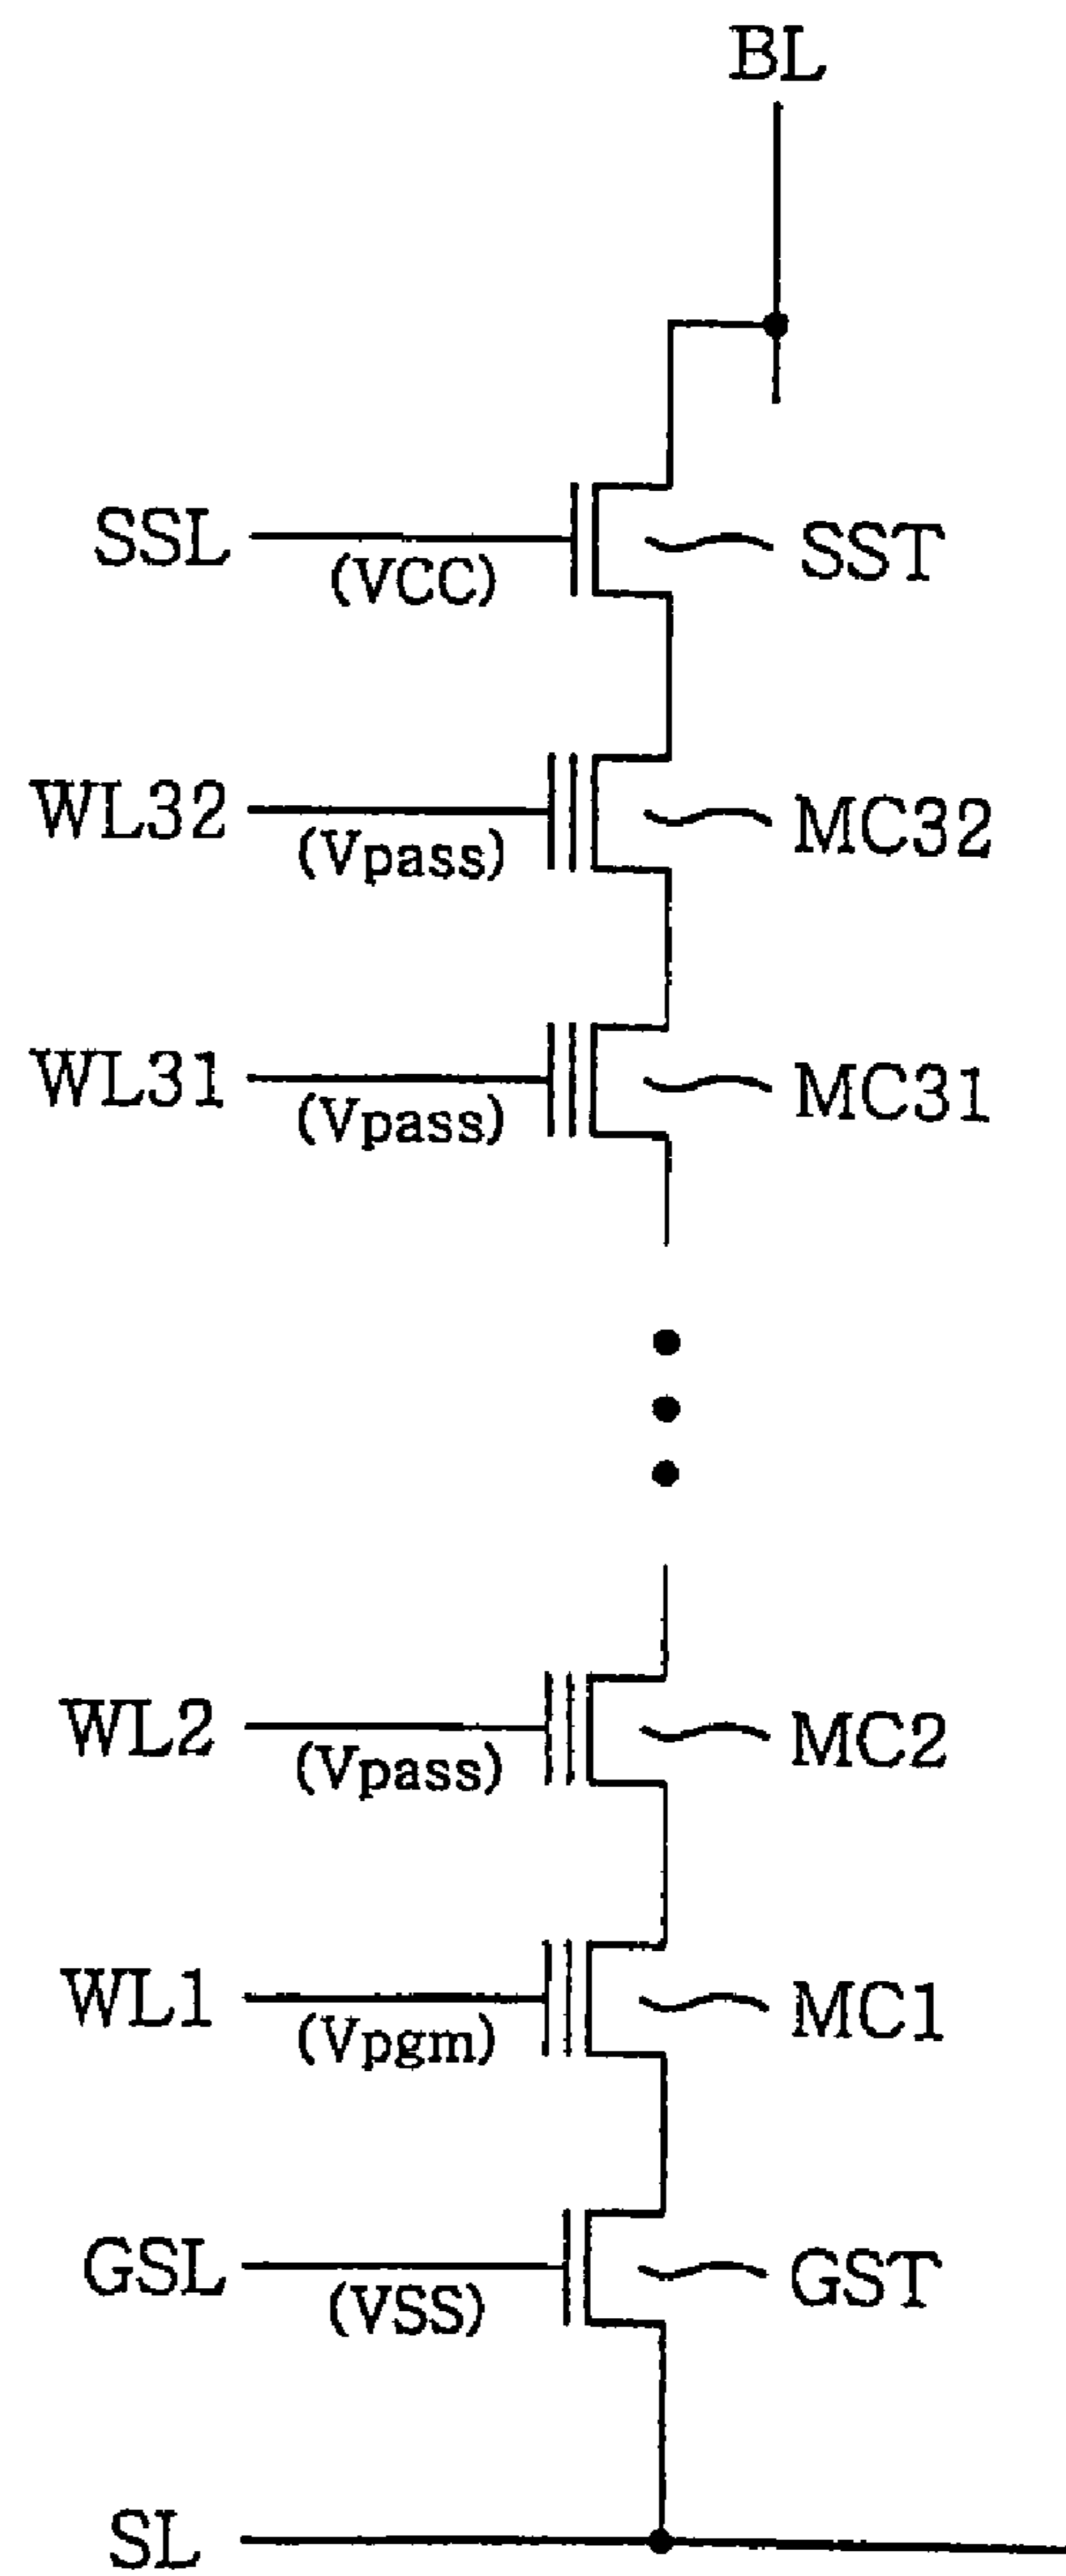 BL
SSL
(VCC)
SST
WL32
(Vpass)
MC32
WL31
(Vpass)
MC31
WL2
(Vpass)
MC2
WL1
(Vpgm)
MC1
GSL
(VSS)
GST
SL